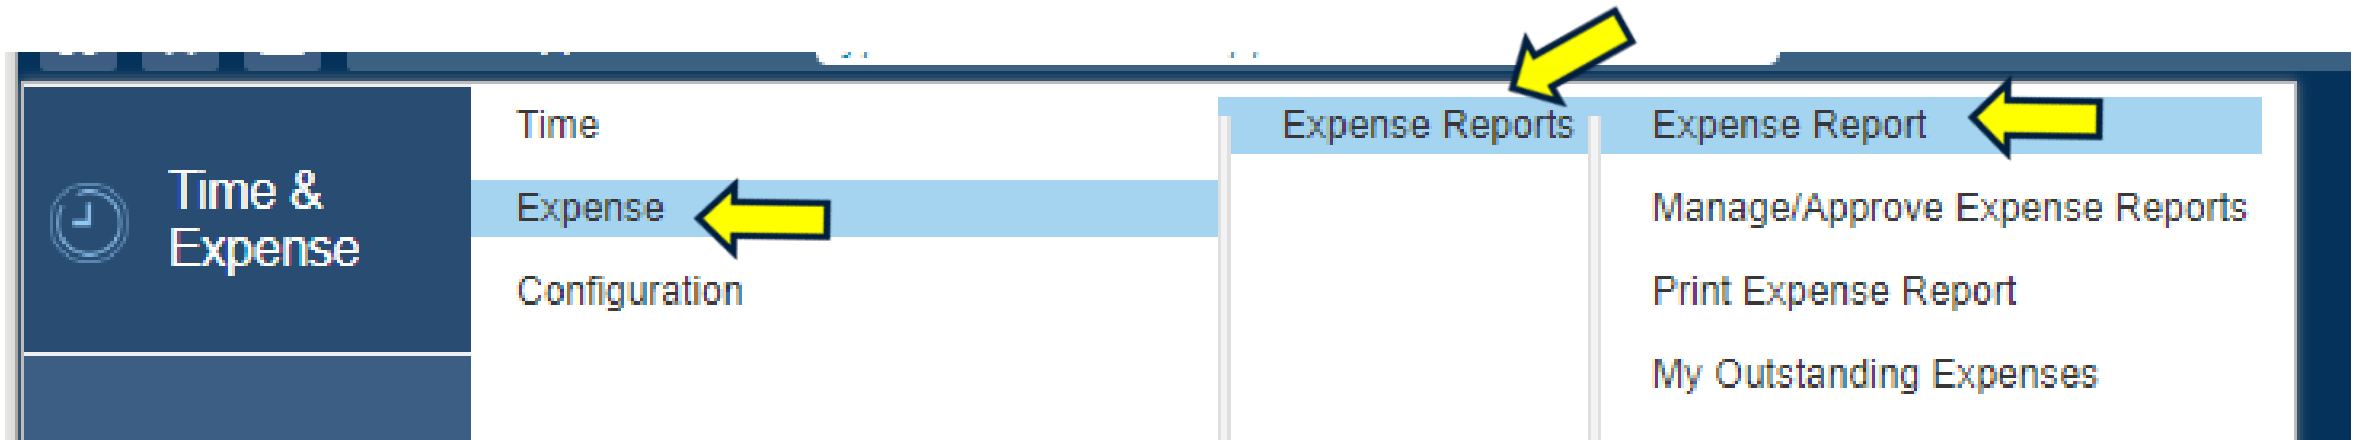 Time &
Expense
Time
Expense
Configuration
Expense Reports
Expense Report
Manage/Approve Expense Reports
Print Expense Report
My Outstanding Expenses